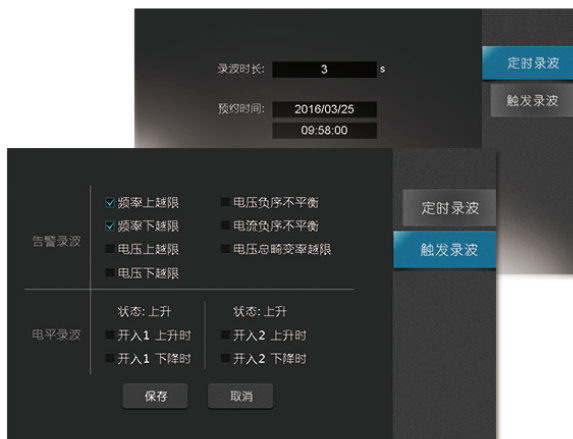 录波时长: 3 s
预约时间: 2016/03/25
09:58:00
定时录波
触发录波
告警录波
频率上越限 电压负序不平衡
频率下越限 电流负序不平衡
电压上越限 电压总畸变率越限
电压下越限
电平录波
状态: 上升 状态: 上升
开入1 上升时 开入2 上升时
开入1 下降时 开入2 下降时
保存 取消
定时录波
触发录波